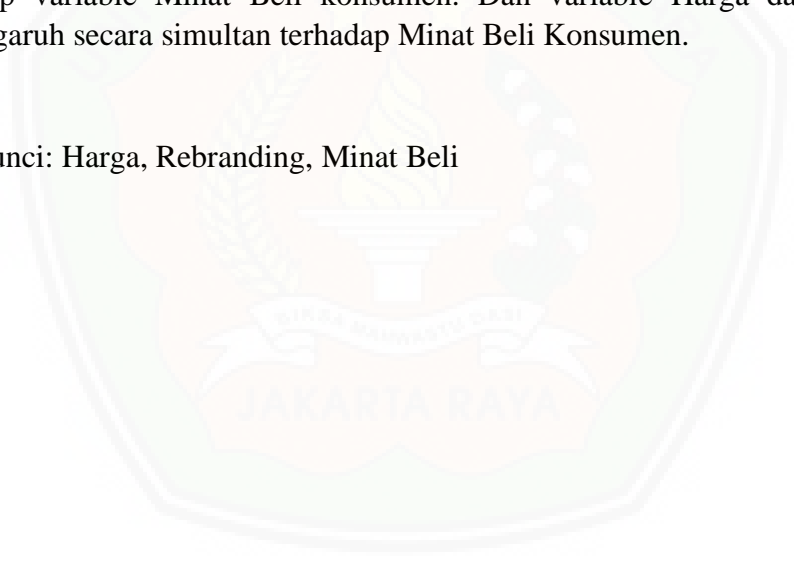 p variable Minat Beli konsumen. Dan variable Harga da
garuh secara simultan terhadap Minat Beli Konsumen.
unci: Harga, Rebranding, Minat Beli
JAKARTA RAYA